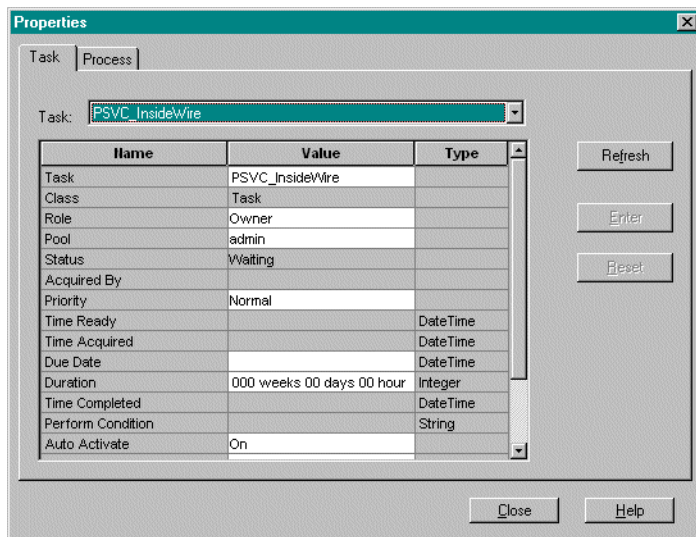 Properties
Task Process
Task: PSVC_InsideWire
Name Value Type
Task PSVC_InsideWire
Class Task
Role Owner
Pool admin
Status Waiting
Acquired By
Priority Normal
Time Ready DateTime
Time Acquired DateTime
Due Date DateTime
Duration 000 weeks 00 days 00 hour Integer
Time Completed DateTime
Perform Condition String
Auto Activate On
Refresh
Enter
Reset
Close Help